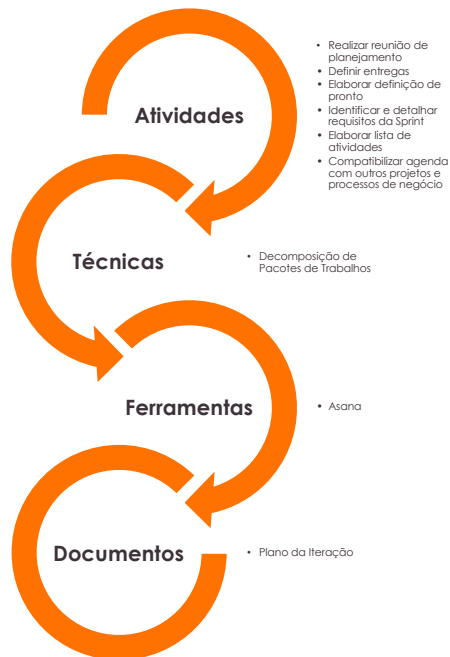 Atividades
• Realizar reunião de
planejamento
• Definir entregas
• Elaborar definição de
pronto
• Identificar e detalhar
requisitos da Sprint
• Elaborar lista de
atividades
• Compatibilizar agenda
com outros projetos e
processos de negócio
Técnicas
• Decomposição de
Pacotes de Trabalhos
Ferramentas
• Asana
Documentos
• Plano da Iteração